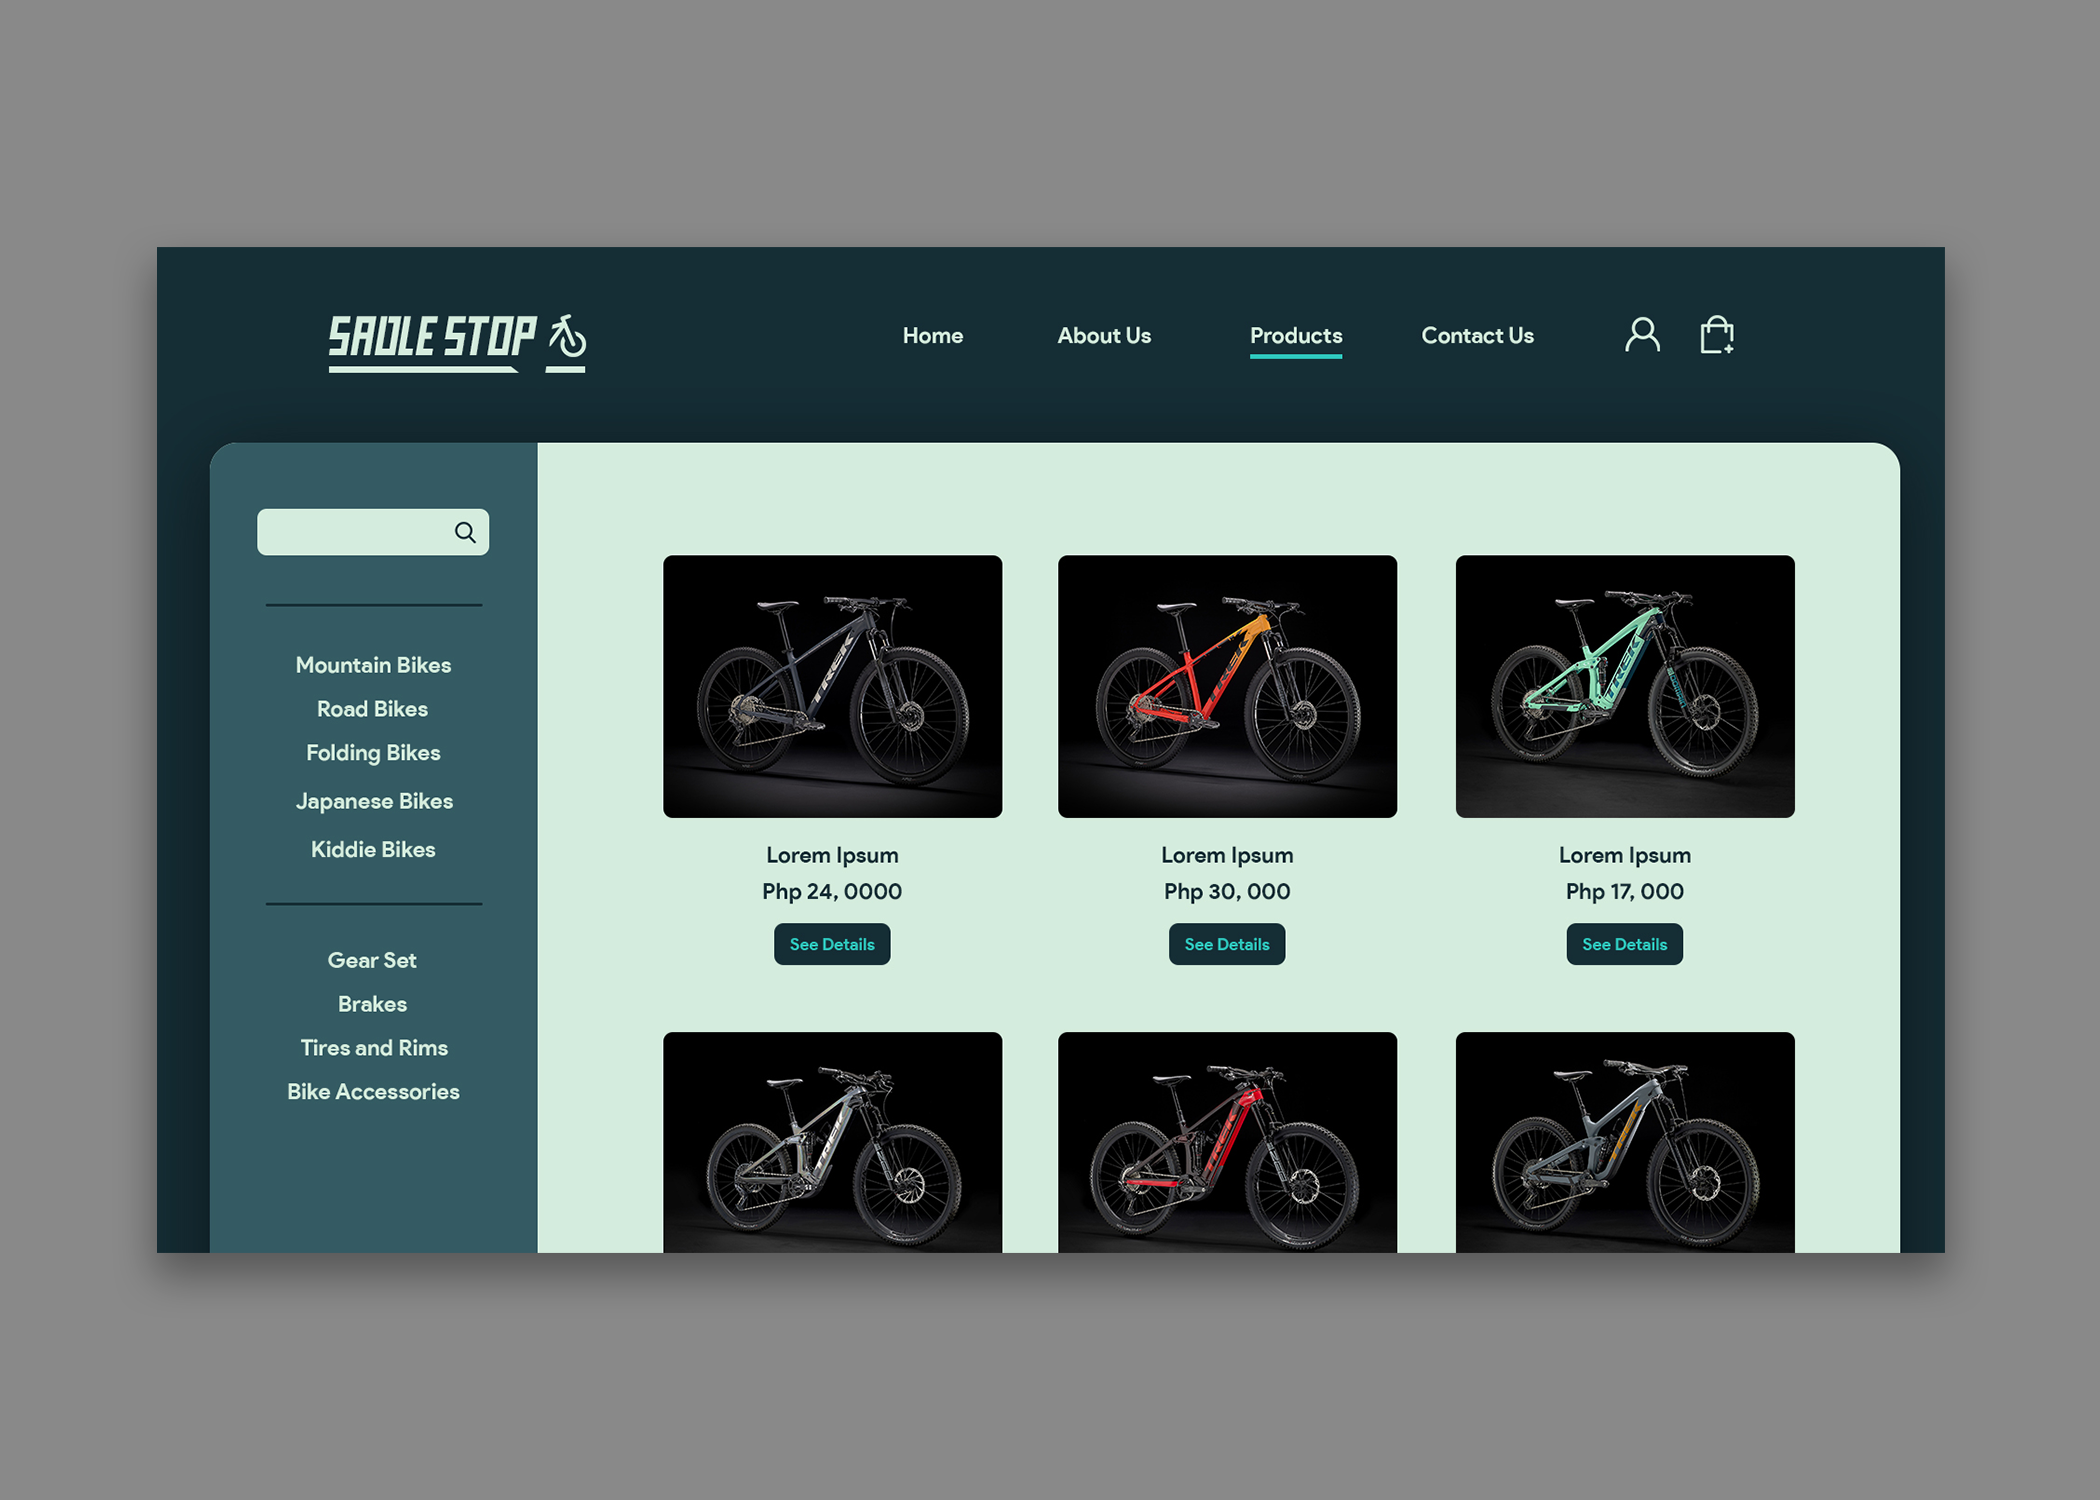 SADLE STOP
Home
About Us
Products
Contact Us
Mountain Bikes
Road Bikes
Folding Bikes
Japanese Bikes
Kiddie Bikes
Gear Set
Brakes
Tires and Rims
Bike Accessories
TREK
TREK
TREK
Lorem Ipsum
Php 24, 0000
See Details
Lorem Ipsum
Php 30, 000
See Details
Lorem Ipsum
Php 17, 000
See Details
TREK
TREK
TREK